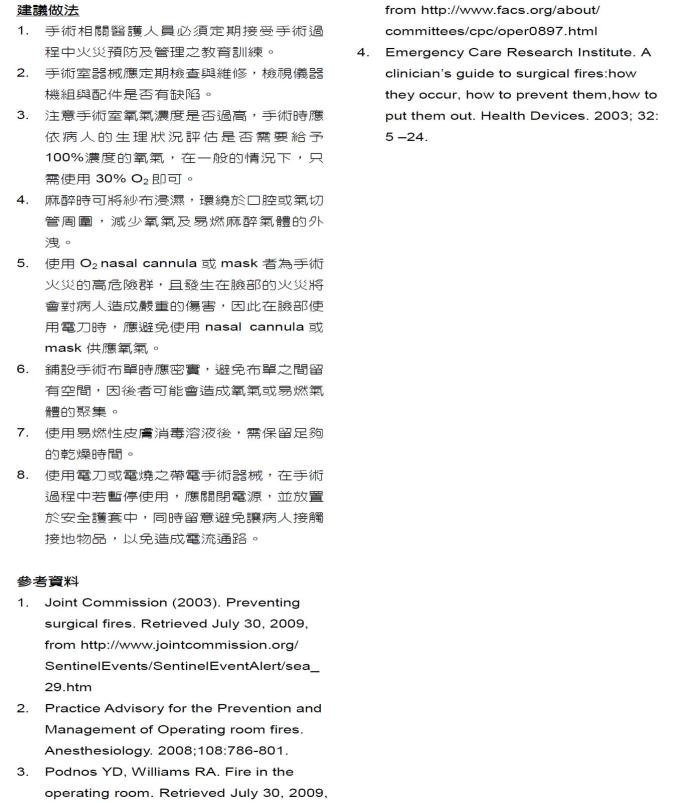 建議做法
1. 手術相關醫護人員必須定期接受手術過
程中火災預防及管理之教育訓練。
2. 手術室器械應定期檢查與維修，檢視儀器
機組與配件是否有缺陷。
3. 注意手術室氧氣濃度是否過高，手術時應
依病人的生理狀況評估是否需要給予
100%濃度的氧氣，在一般的情況下，只
需使用 30% O₂即可。
4. 麻醉時可將紗布浸濕，環繞於口腔或氣切
管周圍，減少氧氣及易燃麻醉氣體的外
洩。
5. 使用 O₂ nasal cannula 或 mask 者為手術
火災的高危險群，且發生在臉部的火災將
會對病人造成嚴重的傷害，因此在臉部使
用電刀時，應避免使用 nasal cannula 或
mask 供應氧氣。
6. 鋪設手術布單時應密實，避免布單之間留
有空間，因後者可能會造成氧氣或易燃氣
體的聚集。
7. 使用易燃性皮膚消毒溶液後，需保留足夠
的乾燥時間。
8. 使用電刀或電燒之帶電手術器械，在手術
過程中若暫停使用，應關閉電源，並放置
於安全護套中，同時留意避免讓病人接觸
接地物品，以免造成電流通路。
參考資料
1. Joint Commission (2003). Preventing
surgical fires. Retrieved July 30, 2009,
from http://www.jointcommission.org/
SentinelEvents/SentinelEventAlert/sea_
29.htm
2. Practice Advisory for the Prevention and
Management of Operating room fires.
Anesthesiology. 2008;108:786-801.
3. Podnos YD, Williams RA. Fire in the
operating room. Retrieved July 30, 2009,
from http://www.facs.org/about/
committees/cpc/oper0897.html
4. Emergency Care Research Institute. A
clinician's guide to surgical fires:how
they occur, how to prevent them,how to
put them out. Health Devices. 2003; 32:
5 –24.